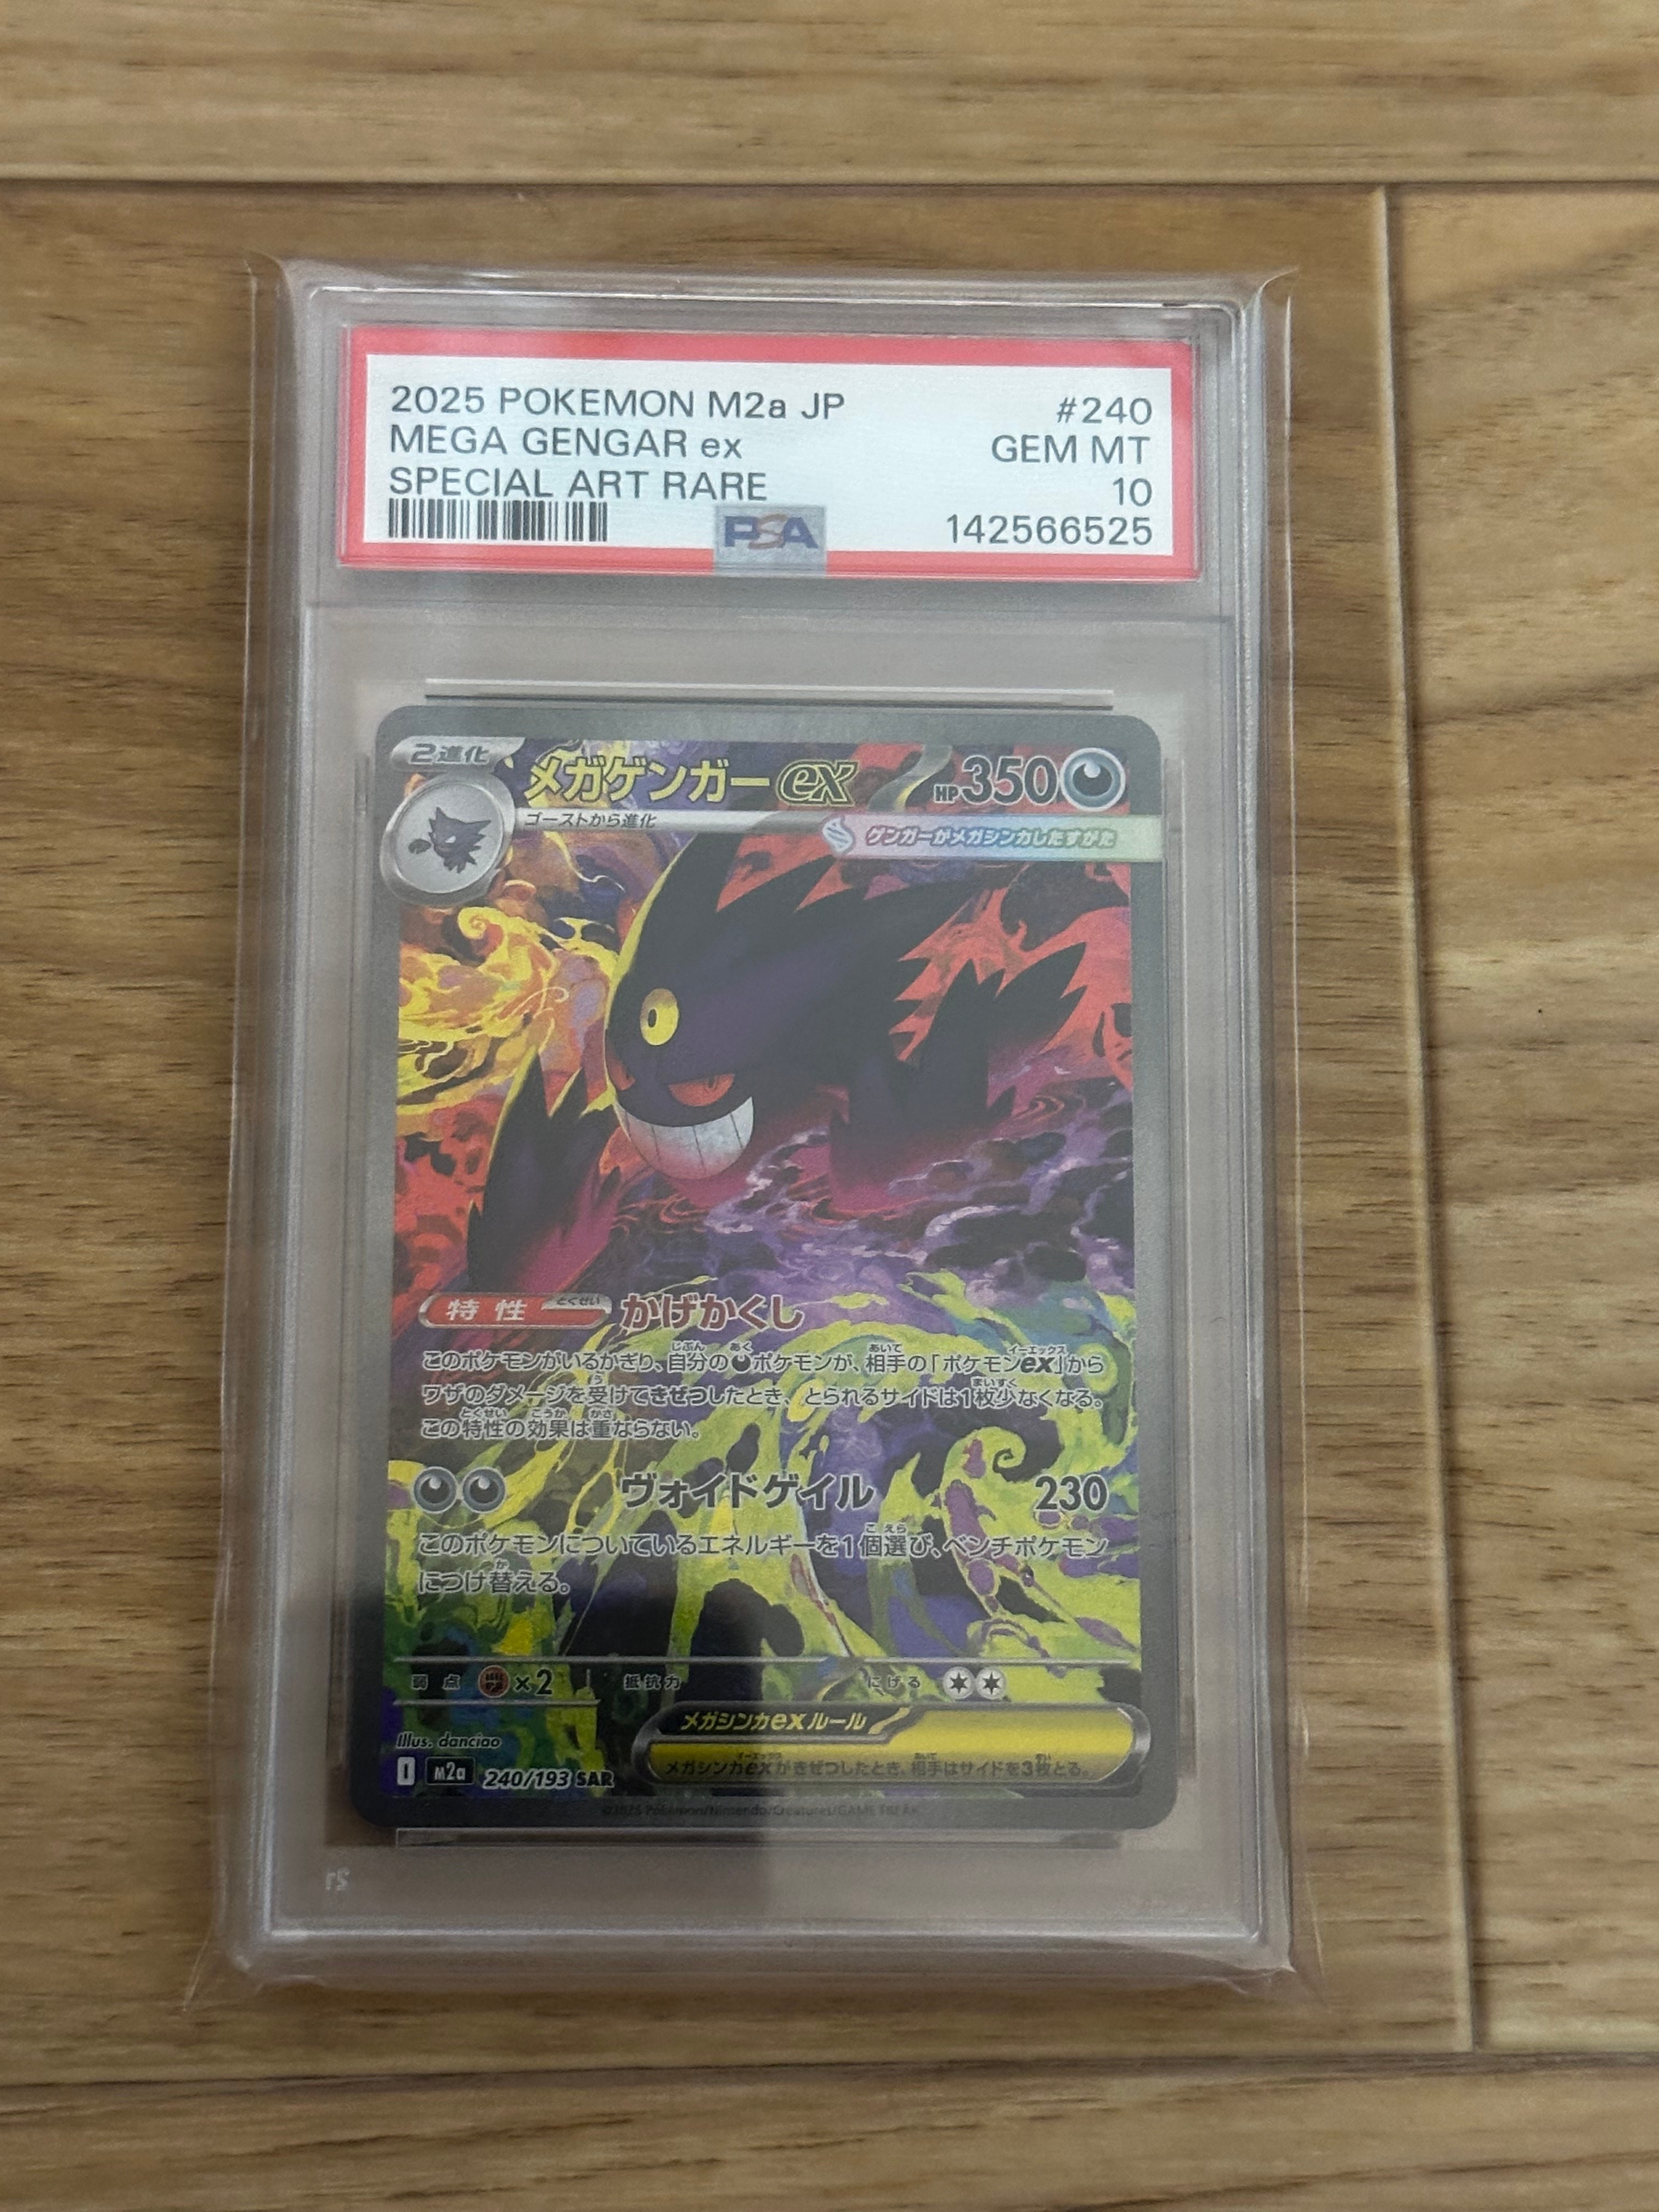 2025 POKEMON M2a JP #240
MEGA GENGAR ex GEM MT
SPECIAL ART RARE 10
PSA 142566525
2進化 メガゲンガーex HP350
ゴーストから進化
ゲンガーがメガシンカしたすがた
特性 とくせい かげかくし
このポケモンがいるかぎり、自分の ポケモンが、相手の「ポケモンex」から
ワザのダメージを受けてきぜつしたとき、とられるサイドは1枚少なくなる。
この特性の効果は重ならない。
ヴォイドゲイル 230
このポケモンについているエネルギーを1個選び、ベンチポケモン
につけ替える。
弱点 ×2 抵抗力 にげる
メガシンカexルール
メガシンカexがきぜつしたとき、相手はサイドを3枚とる。
Illus. danciao
I M2a 240/193 SAR
©2025 Pokémon/Nintendo/Creatures/GAME FREAK
21